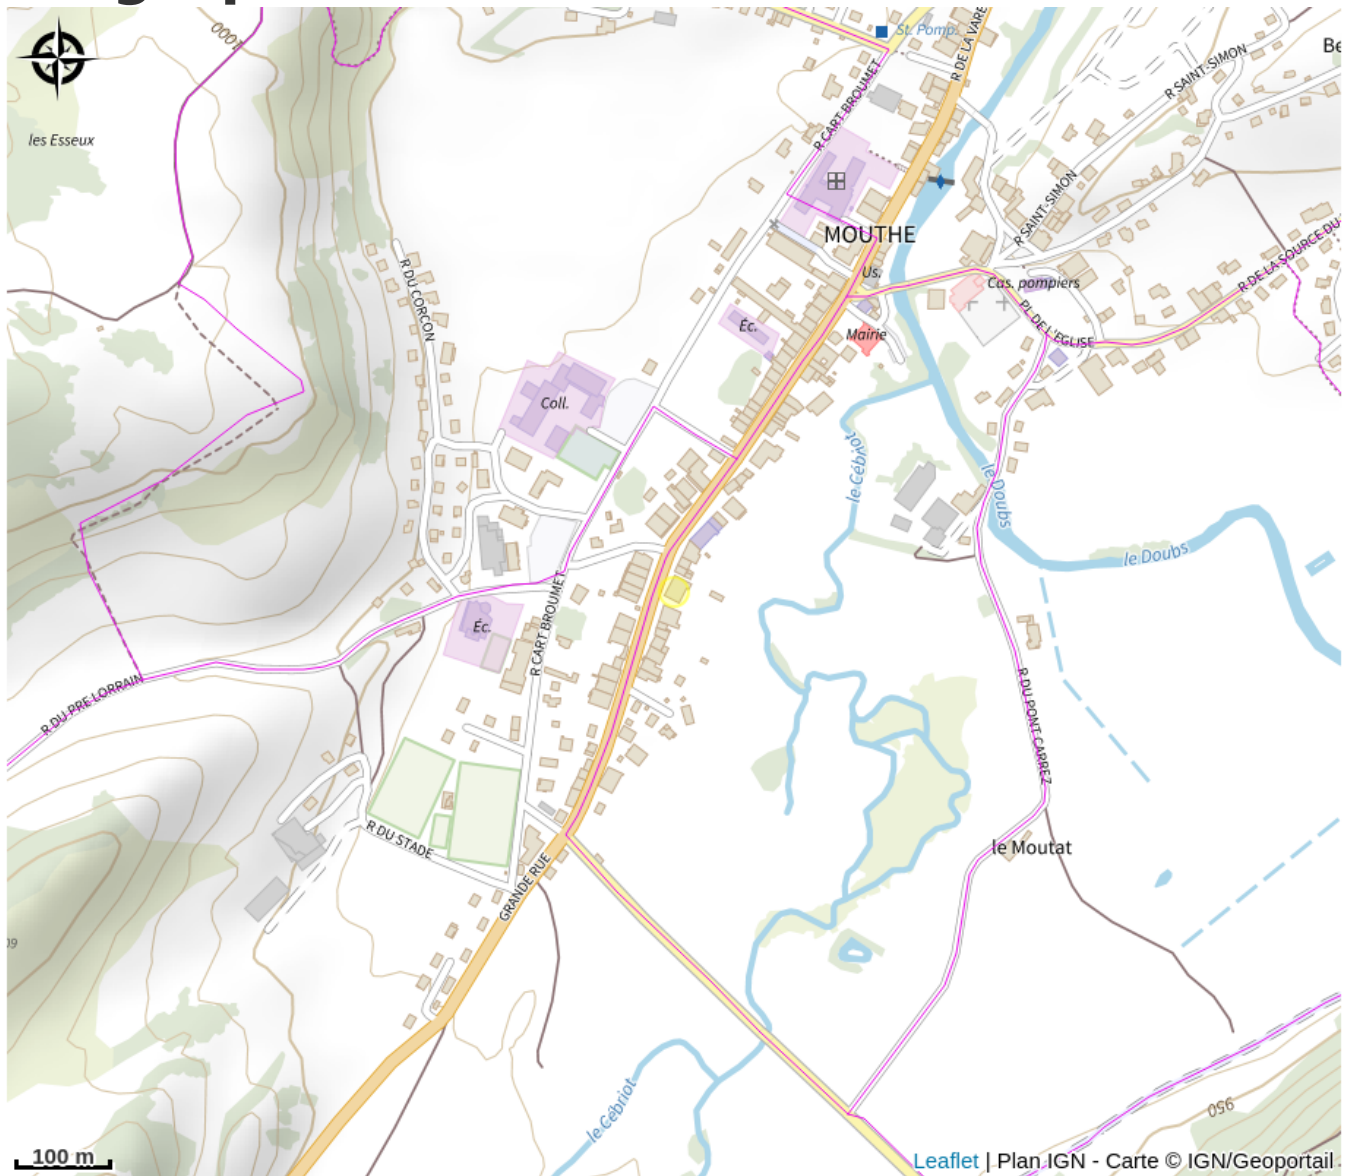 1000
St. Pomp.
R DE LA VARE
R SAINT-SIMON
Be
les Esseux
R CART BROUMET
R SAINT-SIMON
MOUTHE
R DE LA SOURCE DU
R DU CORCON
Us.
Cas. pompiers
Éc.
Mairie
PL DE L'EGLISE
Coll.
le Cébriot
le Doubs
le Doubs
Éc.
R CART BROUMET
R DU PRE LORRAIN
R DU PONT CARREZ
R DU STADE
le Moutat
GRANDE RUE
09
le Cébriot
950
100 m
Leaflet | Plan IGN - Carte © IGN/Geoportail